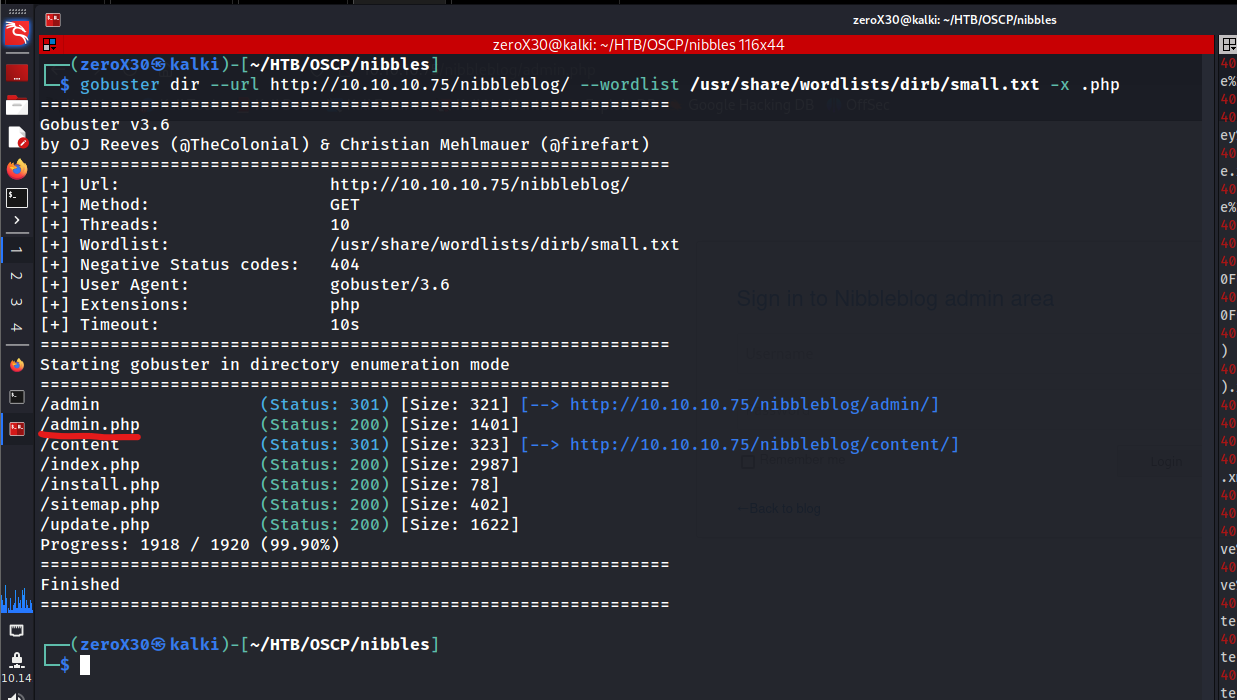 zeroX30@kalki: ~/HTB/OSCP/nibbles
zeroX30@kalki: ~/HTB/OSCP/nibbles 116x44
(zeroX30㉿kalki)-[~/HTB/OSCP/nibbles]
$ gobuster dir --url http://10.10.10.75/nibbleblog/ --wordlist /usr/share/wordlists/dirb/small.txt -x .php
Google Hacking DB OffSec
===============================================================
Gobuster v3.6
by OJ Reeves (@TheColonial) & Christian Mehlmauer (@firefart)
===============================================================
[+] Url: http://10.10.10.75/nibbleblog/
[+] Method: GET
[+] Threads: 10
[+] Wordlist: /usr/share/wordlists/dirb/small.txt
[+] Negative Status codes: 404
[+] User Agent: gobuster/3.6
[+] Extensions: php
[+] Timeout: 10s
Sign in to Nibbleblog admin area
===============================================================
Starting gobuster in directory enumeration mode
===============================================================
/admin (Status: 301) [Size: 321] [--> http://10.10.10.75/nibbleblog/admin/]
/admin.php (Status: 200) [Size: 1401]
/content (Status: 301) [Size: 323] [--> http://10.10.10.75/nibbleblog/content/]
/index.php (Status: 200) [Size: 2987]
/install.php (Status: 200) [Size: 78]
/sitemap.php (Status: 200) [Size: 402]
/update.php (Status: 200) [Size: 1622]
Login
Back to blog
Progress: 1918 / 1920 (99.90%)
===============================================================
Finished
===============================================================
(zeroX30㉿kalki)-[~/HTB/OSCP/nibbles]
$
1
2
3
4
10.14